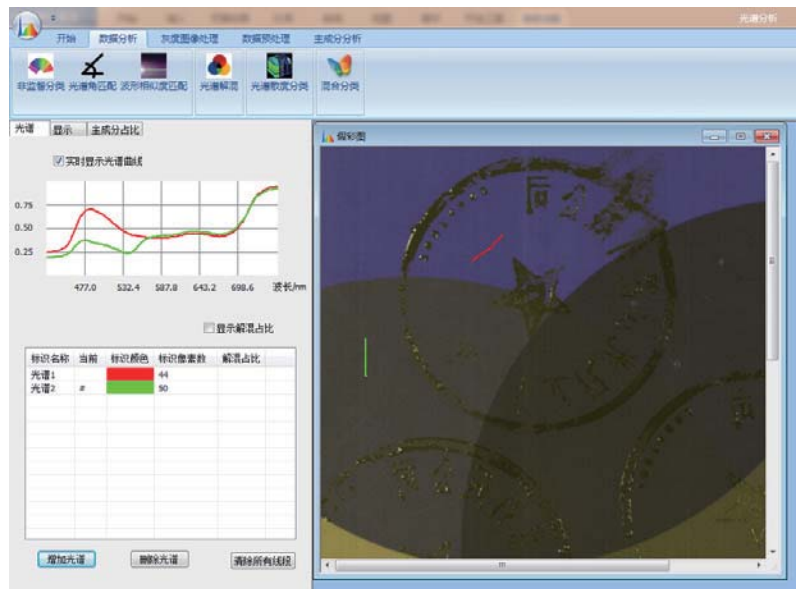 光谱分析
开始 数据分析 灰度图像处理 数据预处理 主成分分析
非监督分类 光谱角匹配 波形相似度匹配 光谱解混 光谱散度分类 混合分类
光谱 显示 主成分占比
假彩图
实时显示光谱曲线
0.75
0.50
0.25
477.0 532.4 587.8 643.2 698.6 波长/nm
显示解混占比
标识名称 当前 标识颜色 标识像素数 解混占比
光谱1 44
光谱2 # 50
增加光谱 删除光谱 清除所有线段